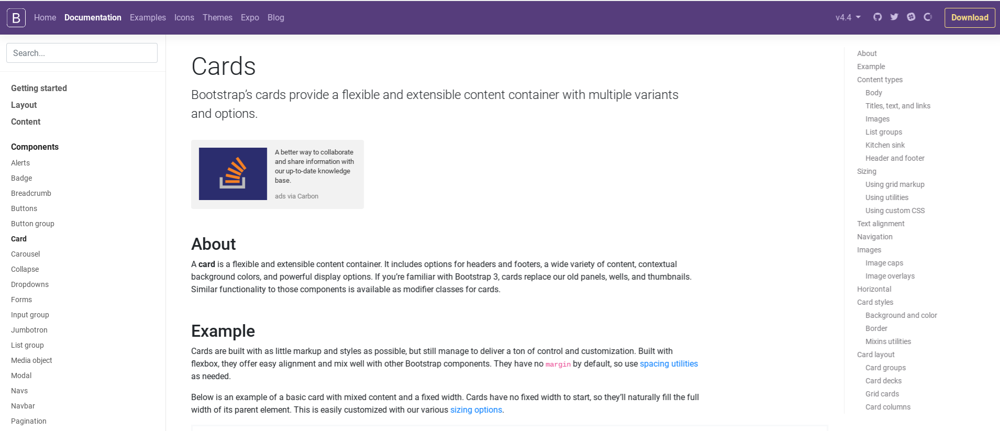 B
Home Documentation Examples Icons Themes Expo Blog
v4.4
Download
Search...
Getting started
Layout
Content
Components
Alerts
Badge
Breadcrumb
Buttons
Button group
Card
Carousel
Collapse
Dropdowns
Forms
Input group
Jumbotron
List group
Media object
Modal
Navs
Navbar
Pagination
Cards
Bootstrap’s cards provide a flexible and extensible content container with multiple variants
and options.
A better way to collaborate
and share information with
our up-to-date knowledge
base.
ads via Carbon
About
A card is a flexible and extensible content container. It includes options for headers and footers, a wide variety of content, contextual
background colors, and powerful display options. If you’re familiar with Bootstrap 3, cards replace our old panels, wells, and thumbnails.
Similar functionality to those components is available as modifier classes for cards.
Example
Cards are built with as little markup and styles as possible, but still manage to deliver a ton of control and customization. Built with
flexbox, they offer easy alignment and mix well with other Bootstrap components. They have no margin by default, so use spacing utilities
as needed.
Below is an example of a basic card with mixed content and a fixed width. Cards have no fixed width to start, so they’ll naturally fill the full
width of its parent element. This is easily customized with our various sizing options.
About
Example
Content types
Body
Titles, text, and links
Images
List groups
Kitchen sink
Header and footer
Sizing
Using grid markup
Using utilities
Using custom CSS
Text alignment
Navigation
Images
Image caps
Image overlays
Horizontal
Card styles
Background and color
Border
Mixins utilities
Card layout
Card groups
Card decks
Grid cards
Card columns